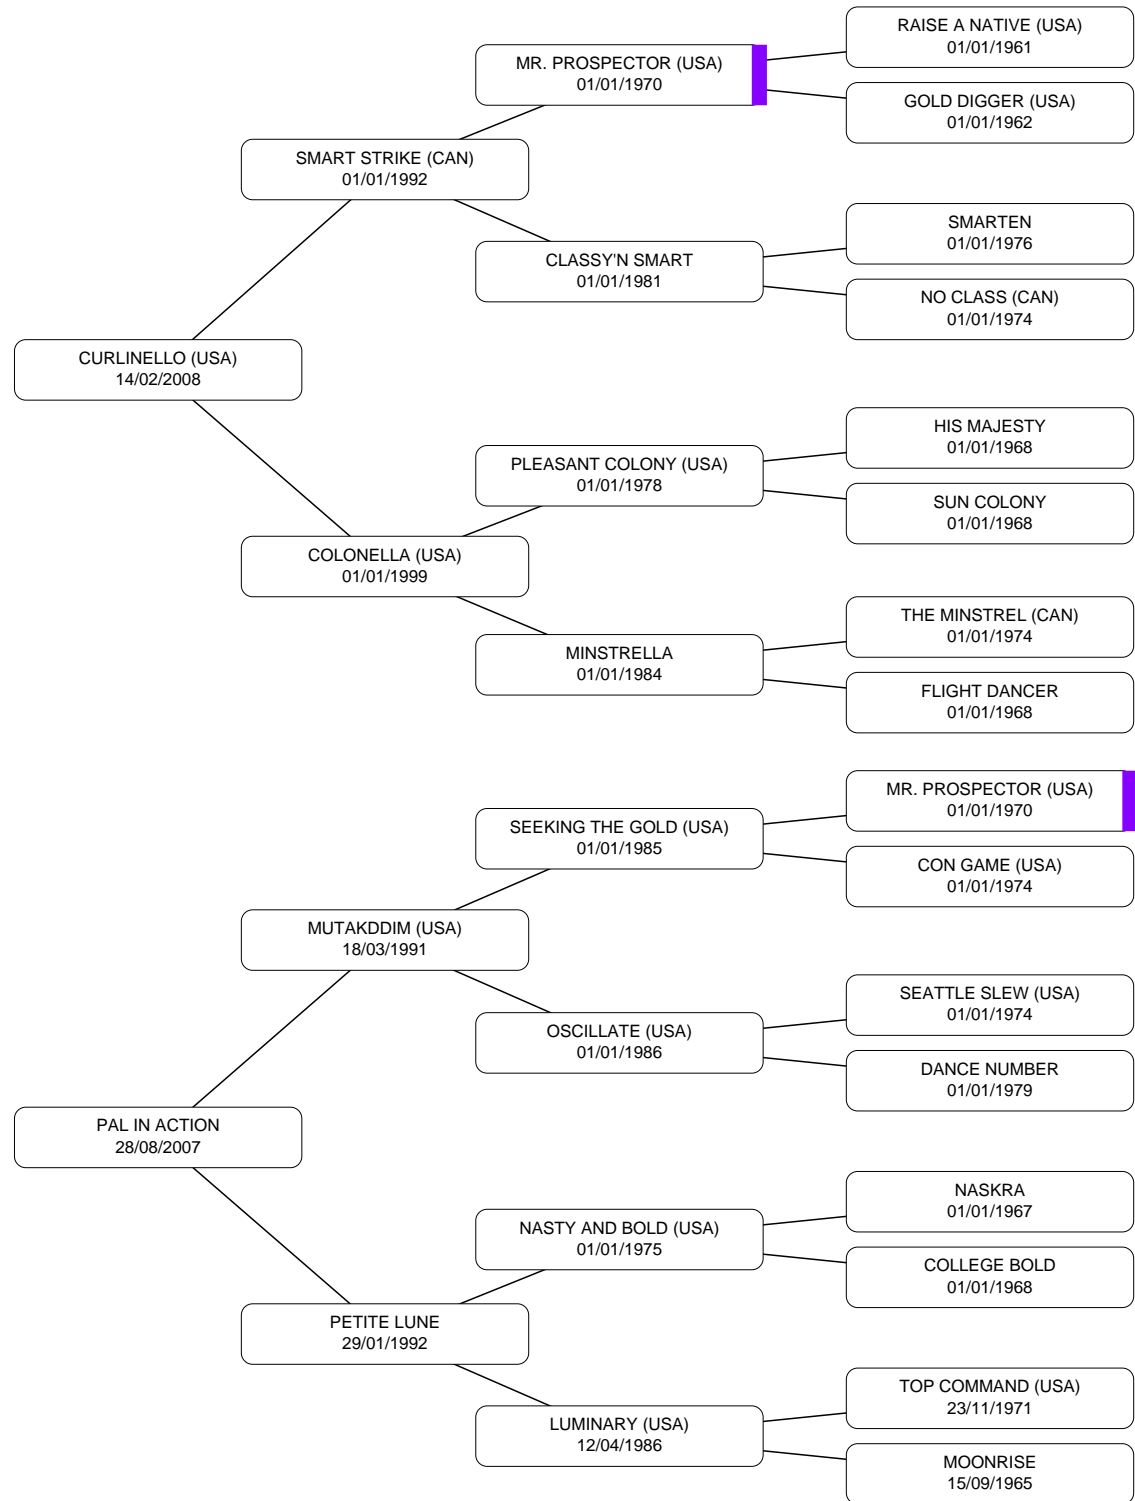 RAISE A NATIVE (USA)
01/01/1961
MR. PROSPECTOR (USA)
01/01/1970
GOLD DIGGER (USA)
01/01/1962
SMART STRIKE (CAN)
01/01/1992
SMARTEN
01/01/1976
CLASSY'N SMART
01/01/1981
NO CLASS (CAN)
01/01/1974
CURLINELLO (USA)
14/02/2008
HIS MAJESTY
01/01/1968
PLEASANT COLONY (USA)
01/01/1978
SUN COLONY
01/01/1968
COLONELLA (USA)
01/01/1999
THE MINSTREL (CAN)
01/01/1974
MINSTRELLA
01/01/1984
FLIGHT DANCER
01/01/1968
MR. PROSPECTOR (USA)
01/01/1970
SEEKING THE GOLD (USA)
01/01/1985
CON GAME (USA)
01/01/1974
MUTAKDDIM (USA)
18/03/1991
SEATTLE SLEW (USA)
01/01/1974
OSCILLATE (USA)
01/01/1986
DANCE NUMBER
01/01/1979
PAL IN ACTION
28/08/2007
NASKRA
01/01/1967
NASTY AND BOLD (USA)
01/01/1975
COLLEGE BOLD
01/01/1968
PETITE LUNE
29/01/1992
TOP COMMAND (USA)
23/11/1971
LUMINARY (USA)
12/04/1986
MOONRISE
15/09/1965